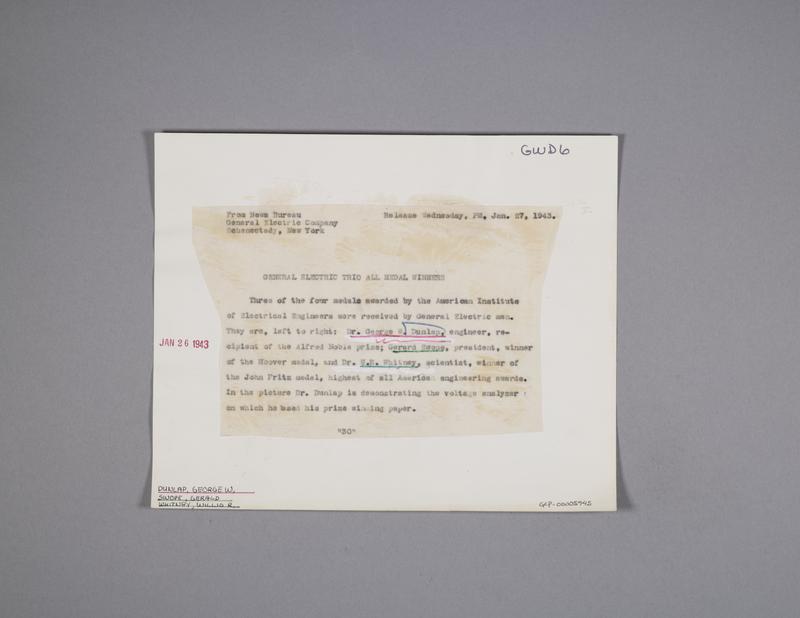 GWD6
From News Bureau
General Electric Company
Schenectady, New York
Release Wednesday, PM, Jan. 27, 1943.
GENERAL ELECTRIC TRIO ALL MEDAL WINNERS
Three of the four medals awarded by the American Institute
of Electrical Engineers were received by General Electric men.
They are, left to right: Dr. George W. Dunlap, engineer, re-
cipient of the Alfred Noble prize; Gerard Swope, president, winner
of the Hoover medal, and Dr. W.R. Whitney, scientist, winner of
the John Fritz medal, highest of all American engineering awards.
In the picture Dr. Dunlap is demonstrating the voltage analyzer
on which he based his prize winning paper.
"30"
JAN 26 1943
DUNLAP, GEORGE W.
SWOPE, GERALD
WHITNEY, WILLIS R.